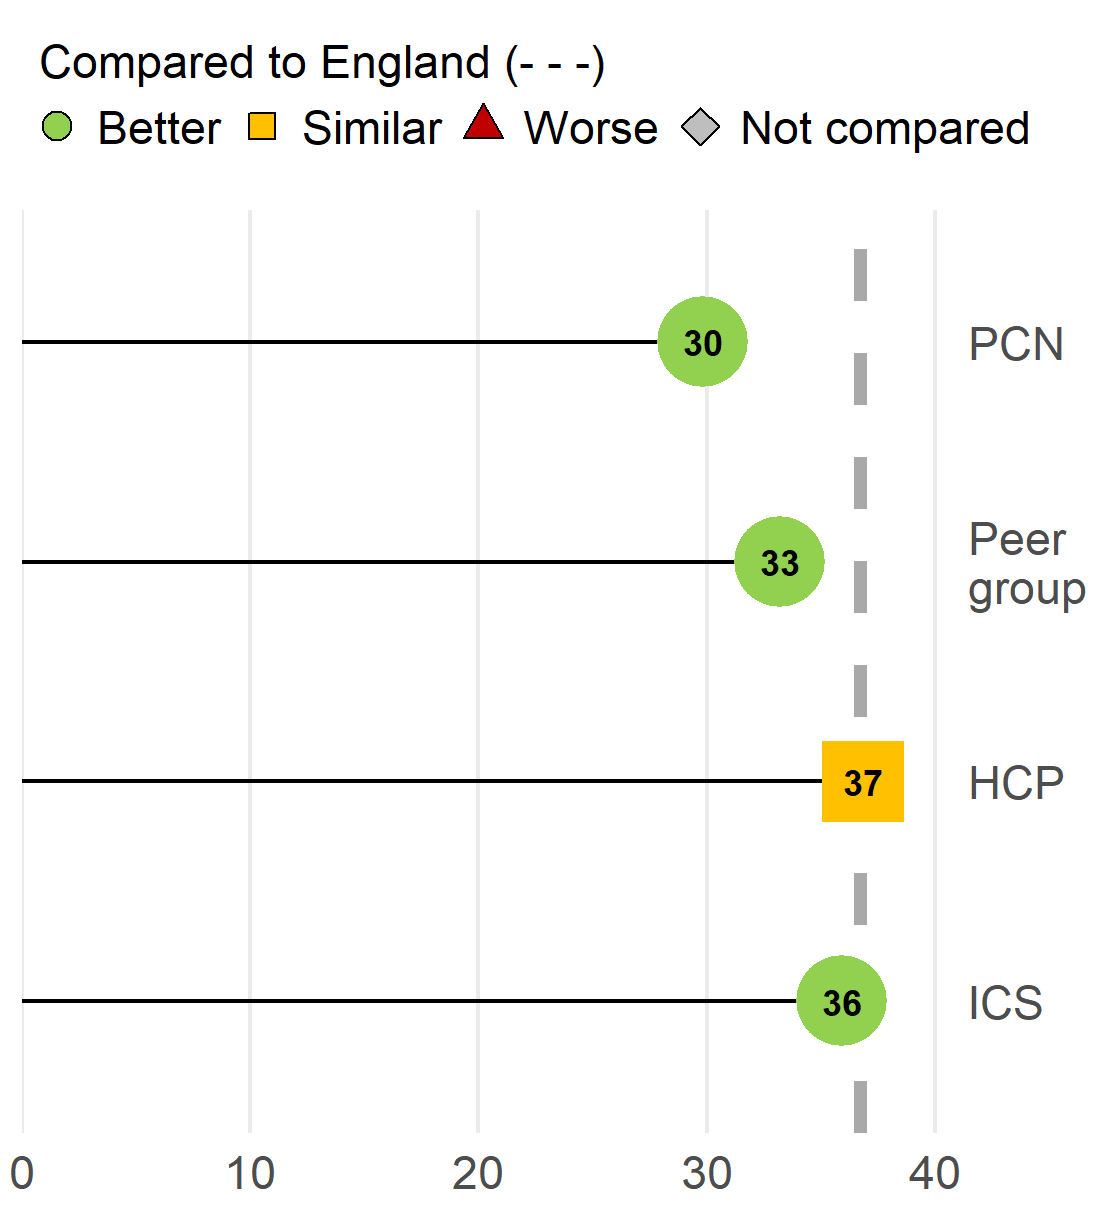 Compared to England (- - -)
Better Similar Worse Not compared
30 PCN
33 Peer
group
37 HCP
36 ICS
0 10 20 30 40